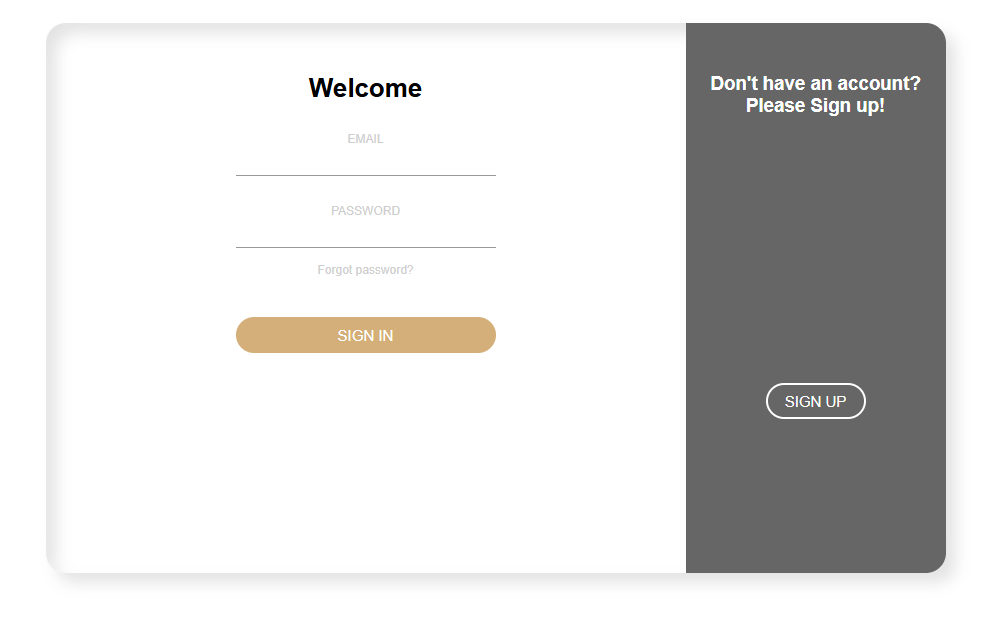 Welcome
EMAIL
PASSWORD
Forgot password?
SIGN IN
Don't have an account?
Please Sign up!
SIGN UP